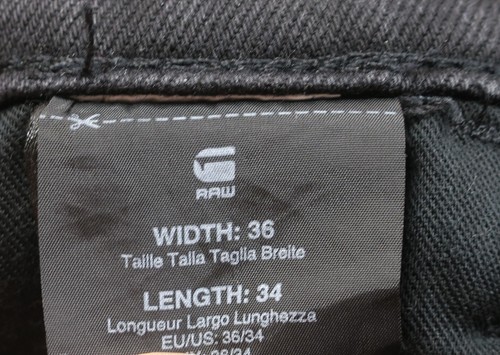 RAW
WIDTH: 36
Taille Talla Taglia Breite
LENGTH: 34
Longueur Largo Lunghezza
EU/US: 36/34